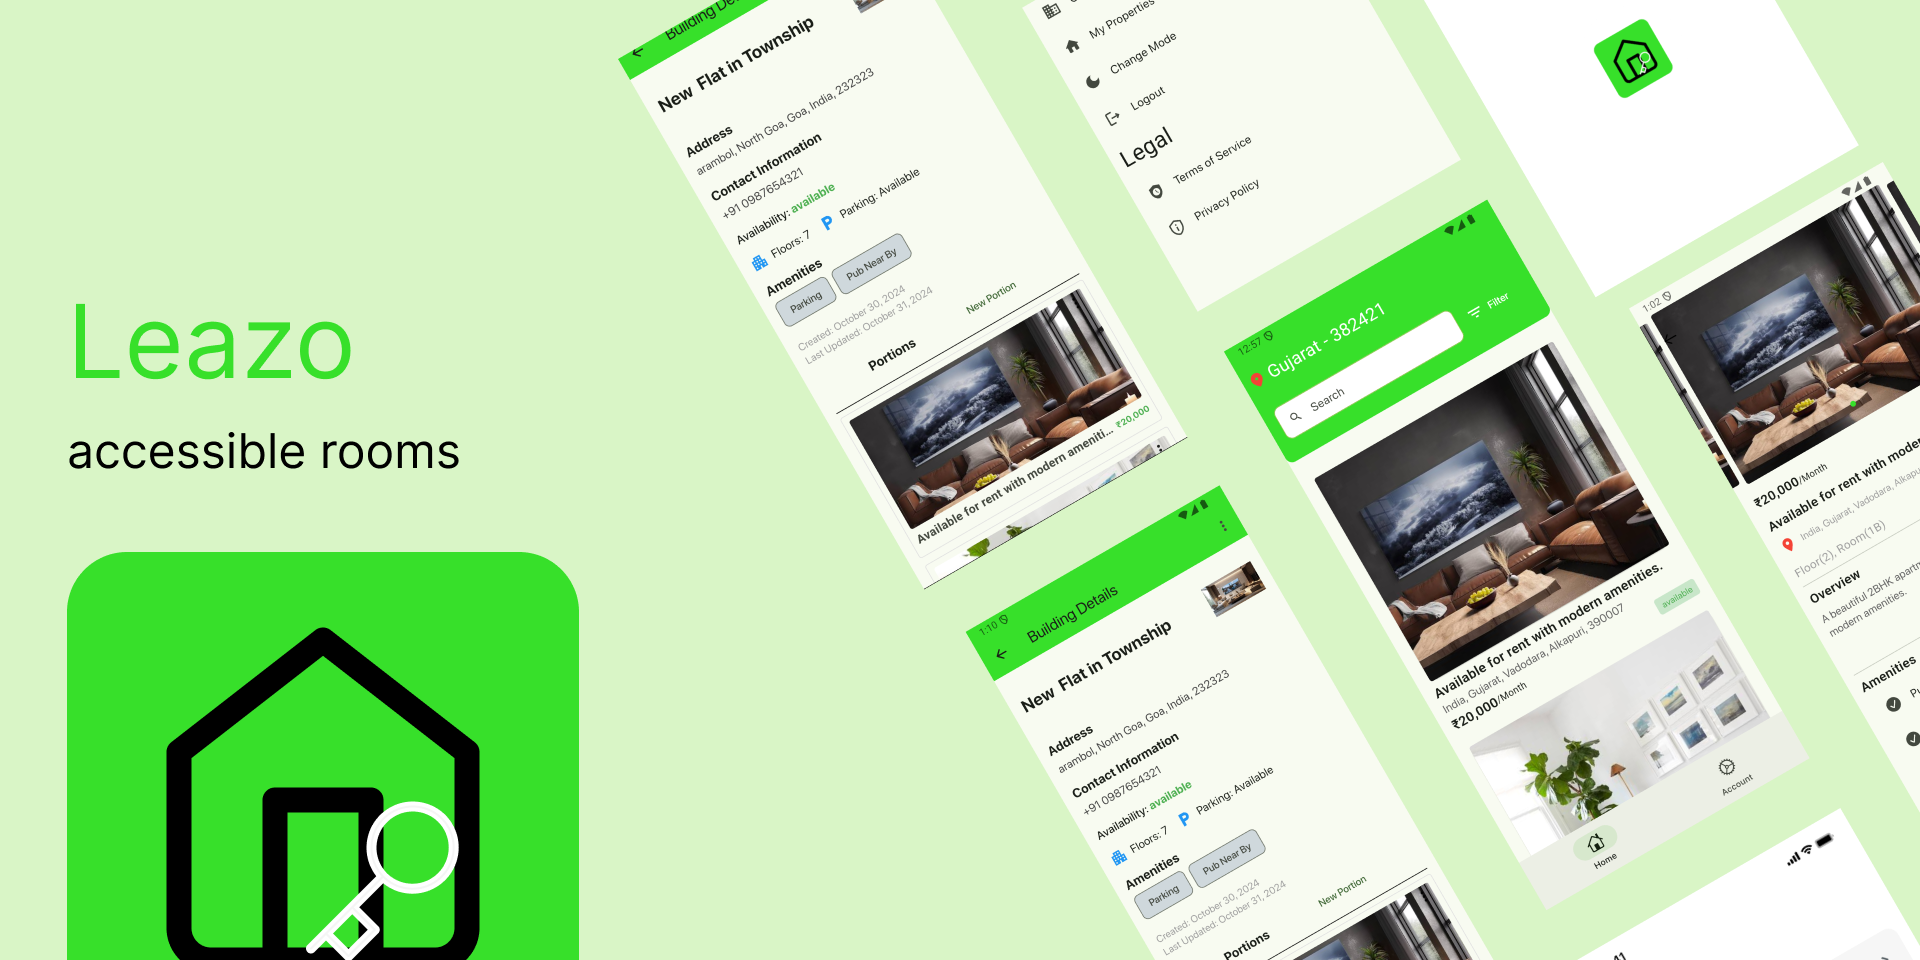 Leazo
accessible rooms
Building De
New Flat in Township
Address
arambol, North Goa, Goa, India, 232323
Contact Information
+91 0987654321
Availability: available
Floors: 7
Parking: Available
Amenities
Parking
Pub Near By
Created: October 30, 2024
Last Updated: October 31, 2024
New Portion
Portions
Available for rent with modern ameniti...
₹20,000
My Properties
Change Mode
Logout
Legal
Terms of Service
Privacy Policy
12:57
Gujarat - 382421
Search
Filter
Available for rent with modern amenities.
India, Gujarat, Vadodara, Alkapuri, 390007
₹20,000/Month
available
Home
Account
1:10
Building Details
New Flat in Township
Address
arambol, North Goa, Goa, India, 232323
Contact Information
+91 0987654321
Availability: available
Floors: 7
Parking: Available
Amenities
Parking
Pub Near By
Created: October 30, 2024
Last Updated: October 31, 2024
New Portion
Portions
1:02
₹20,000/Month
Available for rent with moder
India, Gujarat, Vadodara, Alkapu
Floor(2), Room(18)
Overview
A beautiful 2BHK apartm
modern amenities.
Amenities
41